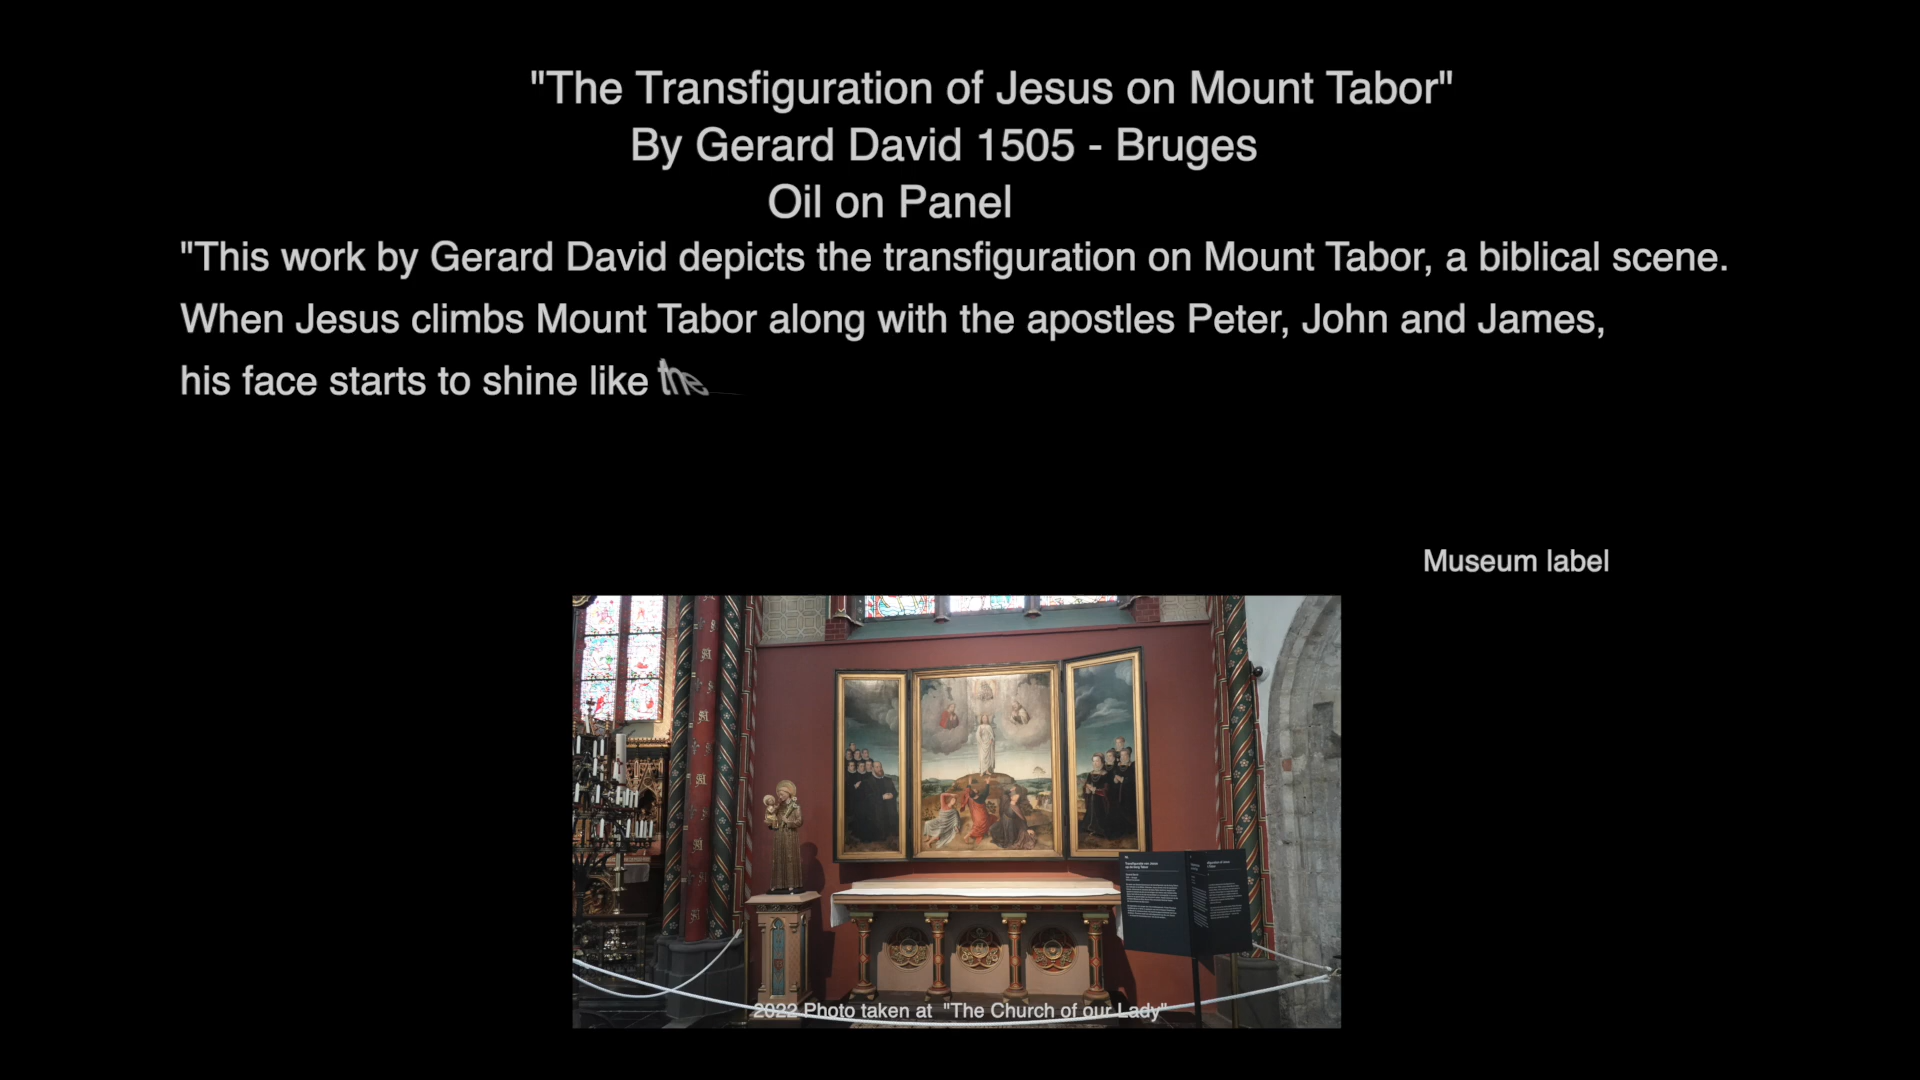 "The Transfiguration of Jesus on Mount Tabor"
By Gerard David 1505 - Bruges
Oil on Panel
"This work by Gerard David depicts the transfiguration on Mount Tabor, a biblical scene.
When Jesus climbs Mount Tabor along with the apostles Peter, John and James,
his face starts to shine like the
Museum label
2022 Photo taken at "The Church of our Lady"